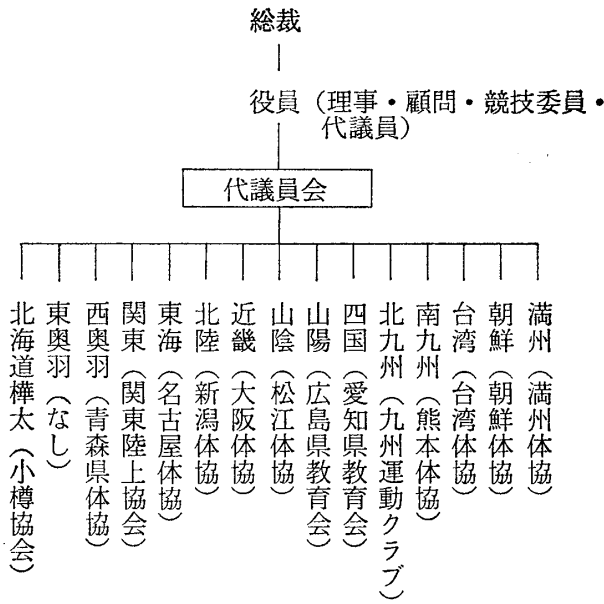 総裁
役員（理事・顧問・競技委員・
代議員）
代議員会
北海道樺太（小樽協会）
東奥羽（なし）
西奥羽（青森県体協）
関東（関東陸上協会）
東海（名古屋体協）
北陸（新潟体協）
近畿（大阪体協）
山陰（松江体協）
山陽（広島県教育会）
四国（愛知県教育会）
北九州（九州運動クラブ）
南九州（熊本体協）
台湾（台湾体協）
朝鮮（朝鮮体協）
満州（満州体協）